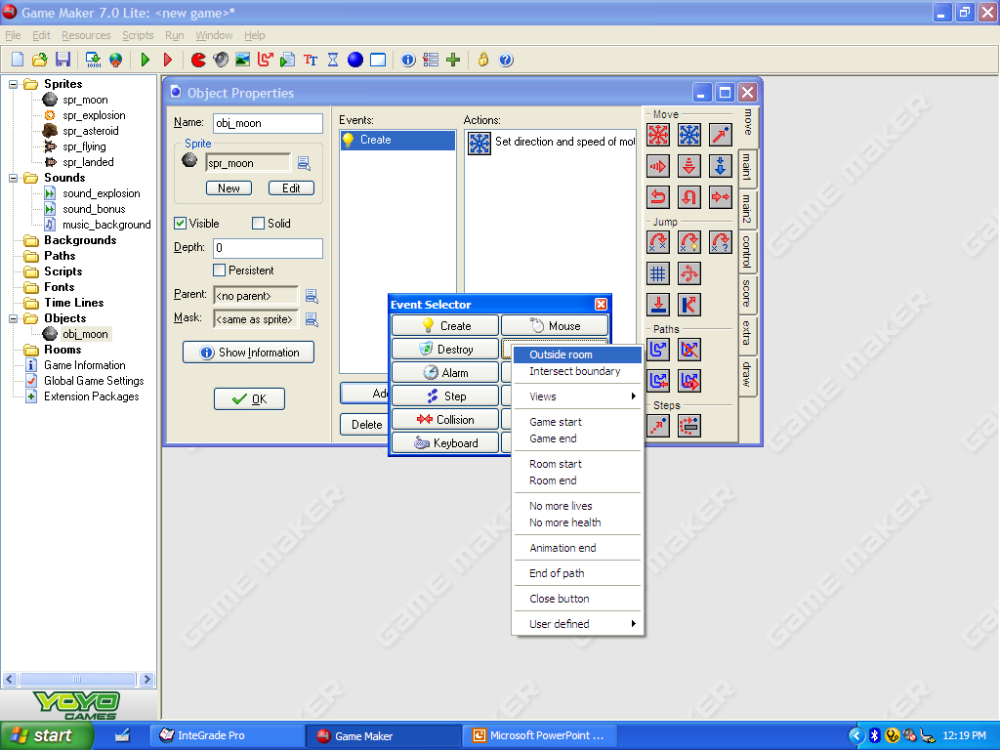 Game Maker 7.0 Lite: <new game>*
File Edit Resources Scripts Run Window Help
Sprites
spr_moon
spr_explosion
spr_asteroid
spr_flying
spr_landed
Sounds
sound_explosion
sound_bonus
music_background
Backgrounds
Paths
Scripts
Fonts
Time Lines
Objects
obj_moon
Rooms
Game Information
Global Game Settings
Extension Packages
YOYO
GAMES
Object Properties
Name: obj_moon
Sprite
spr_moon
New Edit
Visible Solid
Depth: 0
Persistent
Parent: <no parent>
Mask: <same as sprite>
Show Information
OK
Events:
Create
Delete
Actions:
Set direction and speed of mot
Move
Jump
Paths
Steps
move
main1
main2
control
score
extra
draw
Event Selector
Create Mouse
Destroy
Alarm
Step
Collision
Keyboard
Outside room
Intersect boundary
Views
Game start
Game end
Room start
Room end
No more lives
No more health
Animation end
End of path
Close button
User defined
GAME MAKER
start
InteGrade Pro
Game Maker
Microsoft PowerPoint ...
12:19 PM